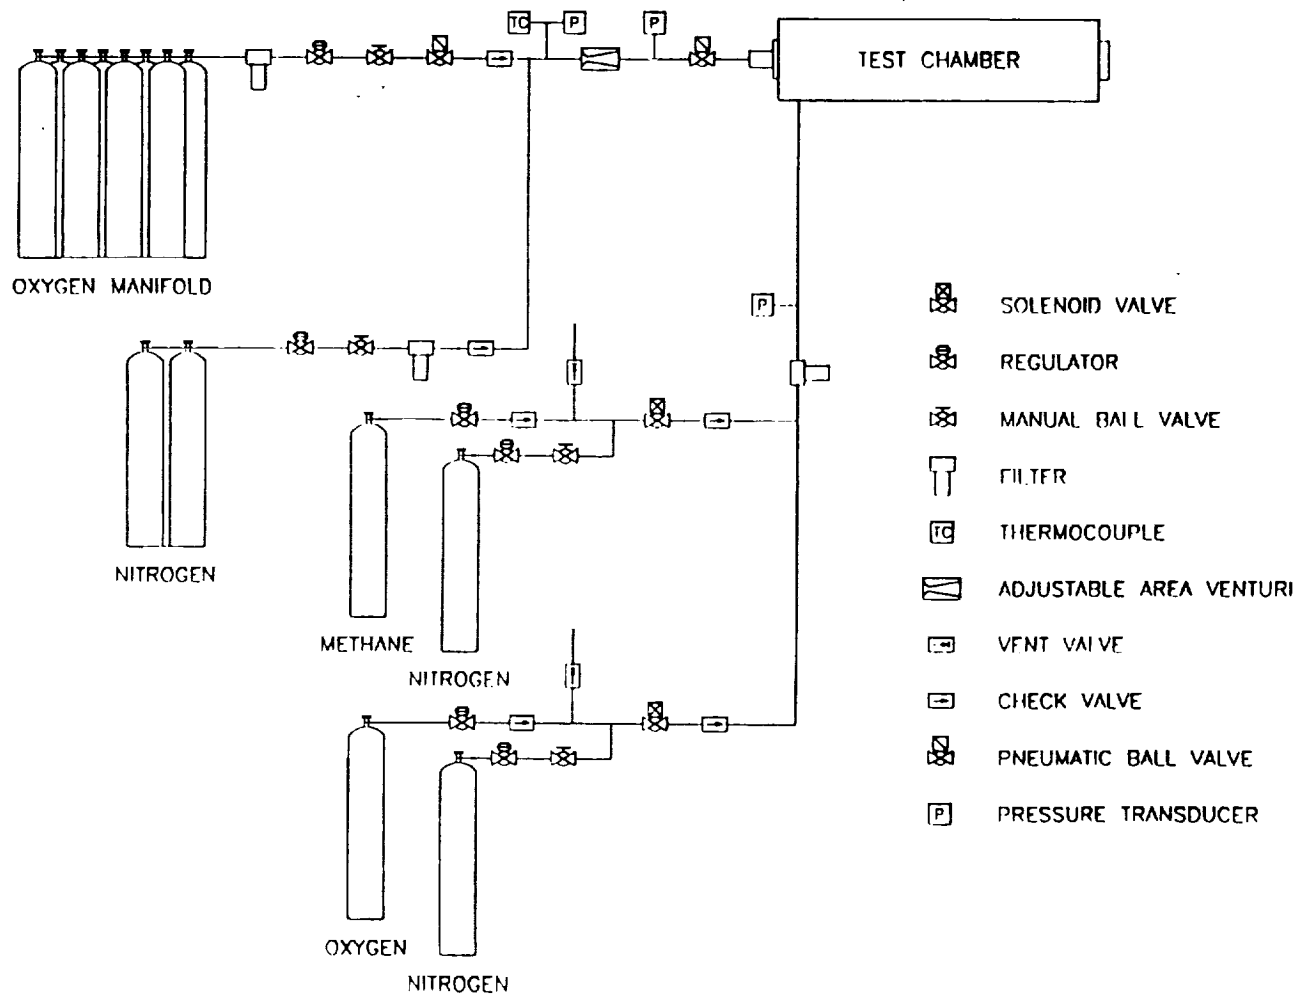 TC P P
TEST CHAMBER
OXYGEN MANIFOLD
P
SOLENOID VALVE
REGULATOR
MANUAL BALL VALVE
FILTER
NITROGEN
TC THERMOCOUPLE
ADJUSTABLE AREA VENTURI
METHANE
VENT VALVE
NITROGEN
CHECK VALVE
PNEUMATIC BALL VALVE
P PRESSURE TRANSDUCER
OXYGEN
NITROGEN